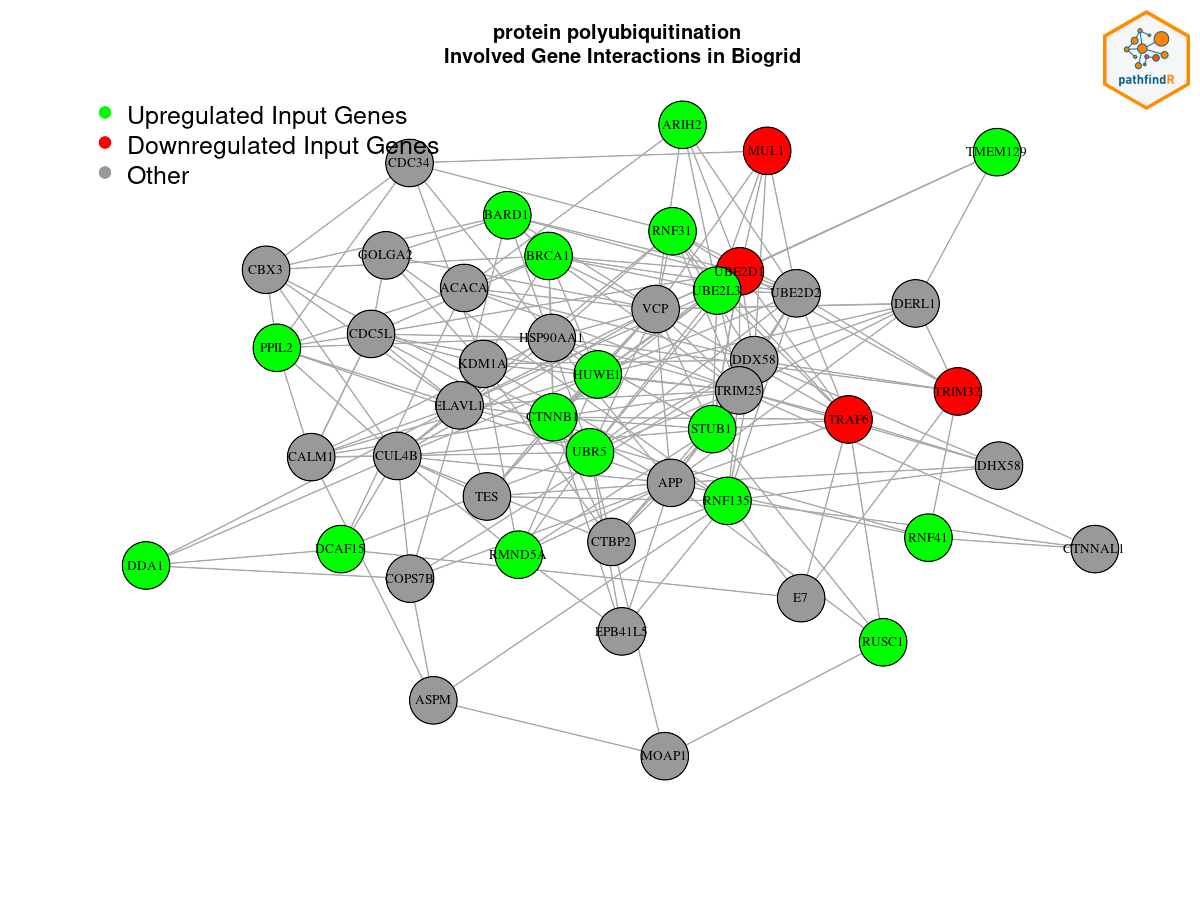 protein polyubiquitination
Involved Gene Interactions in Biogrid
pathfindR
Upregulated Input Genes
Downregulated Input Genes
Other
ARIH2
MUL1
TMEM129
CDC34
BARD1
RNF31
BRCA1
GOLGA2
CBX3
UBE2D1
ACACA
UBE2L3
UBE2D2
DERL1
VCP
CDC5L
HSP90AA1
PPIL2
KDM1A
DDX58
HUWE1
TRIM25
TRIM32
ELAVL1
CTNNB1
TRAF6
STUB1
UBR5
CALM1
CUL4B
DHX58
APP
TES
RNF135
RNF41
CTBP2
DCAF15
CTNNAL1
RMND5A
DDA1
COPS7B
E7
EPB41L5
RUSC1
ASPM
MOAP1